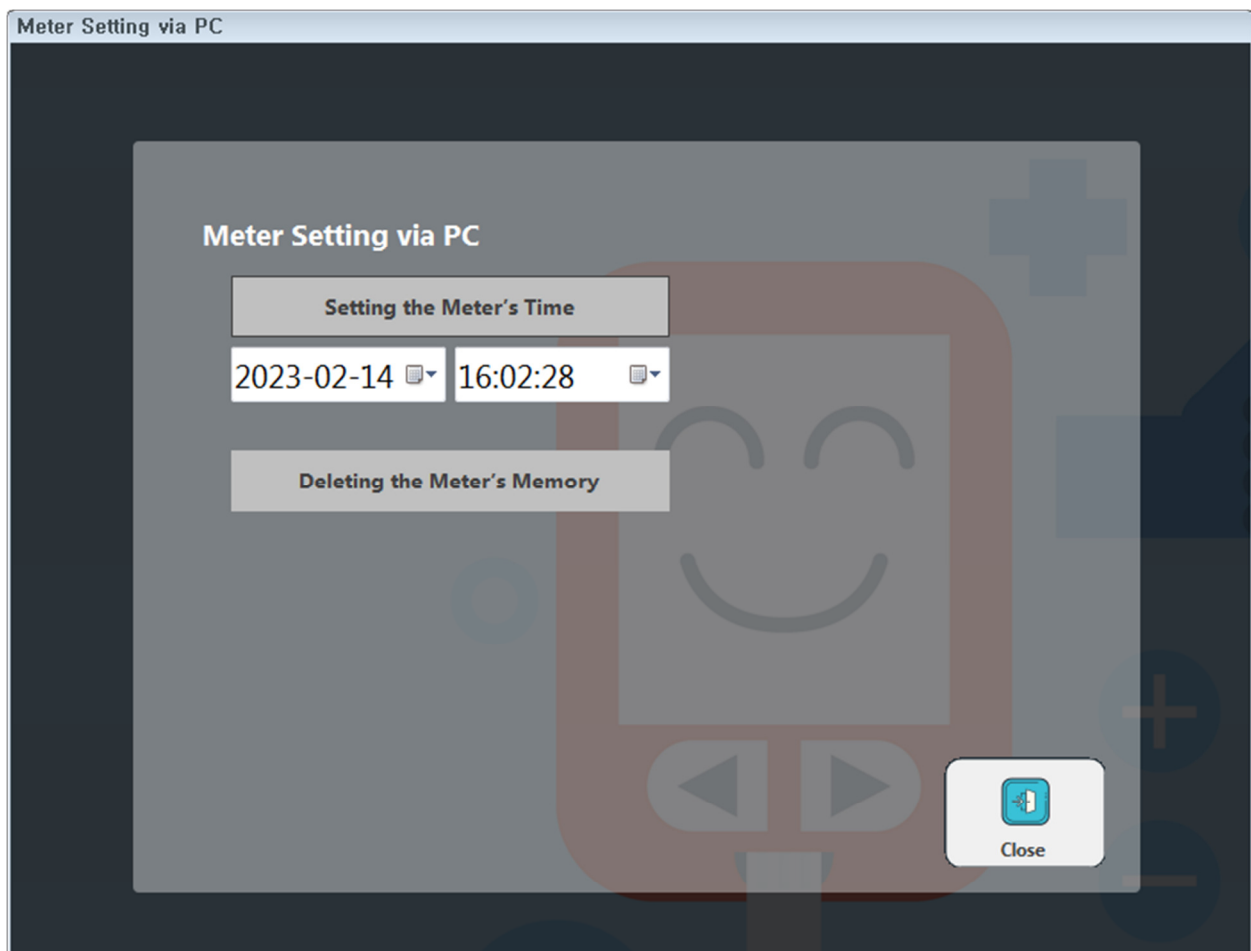 Meter Setting via PC
Meter Setting via PC
Setting the Meter’s Time
2023-02-14 16:02:28
Deleting the Meter’s Memory
Close